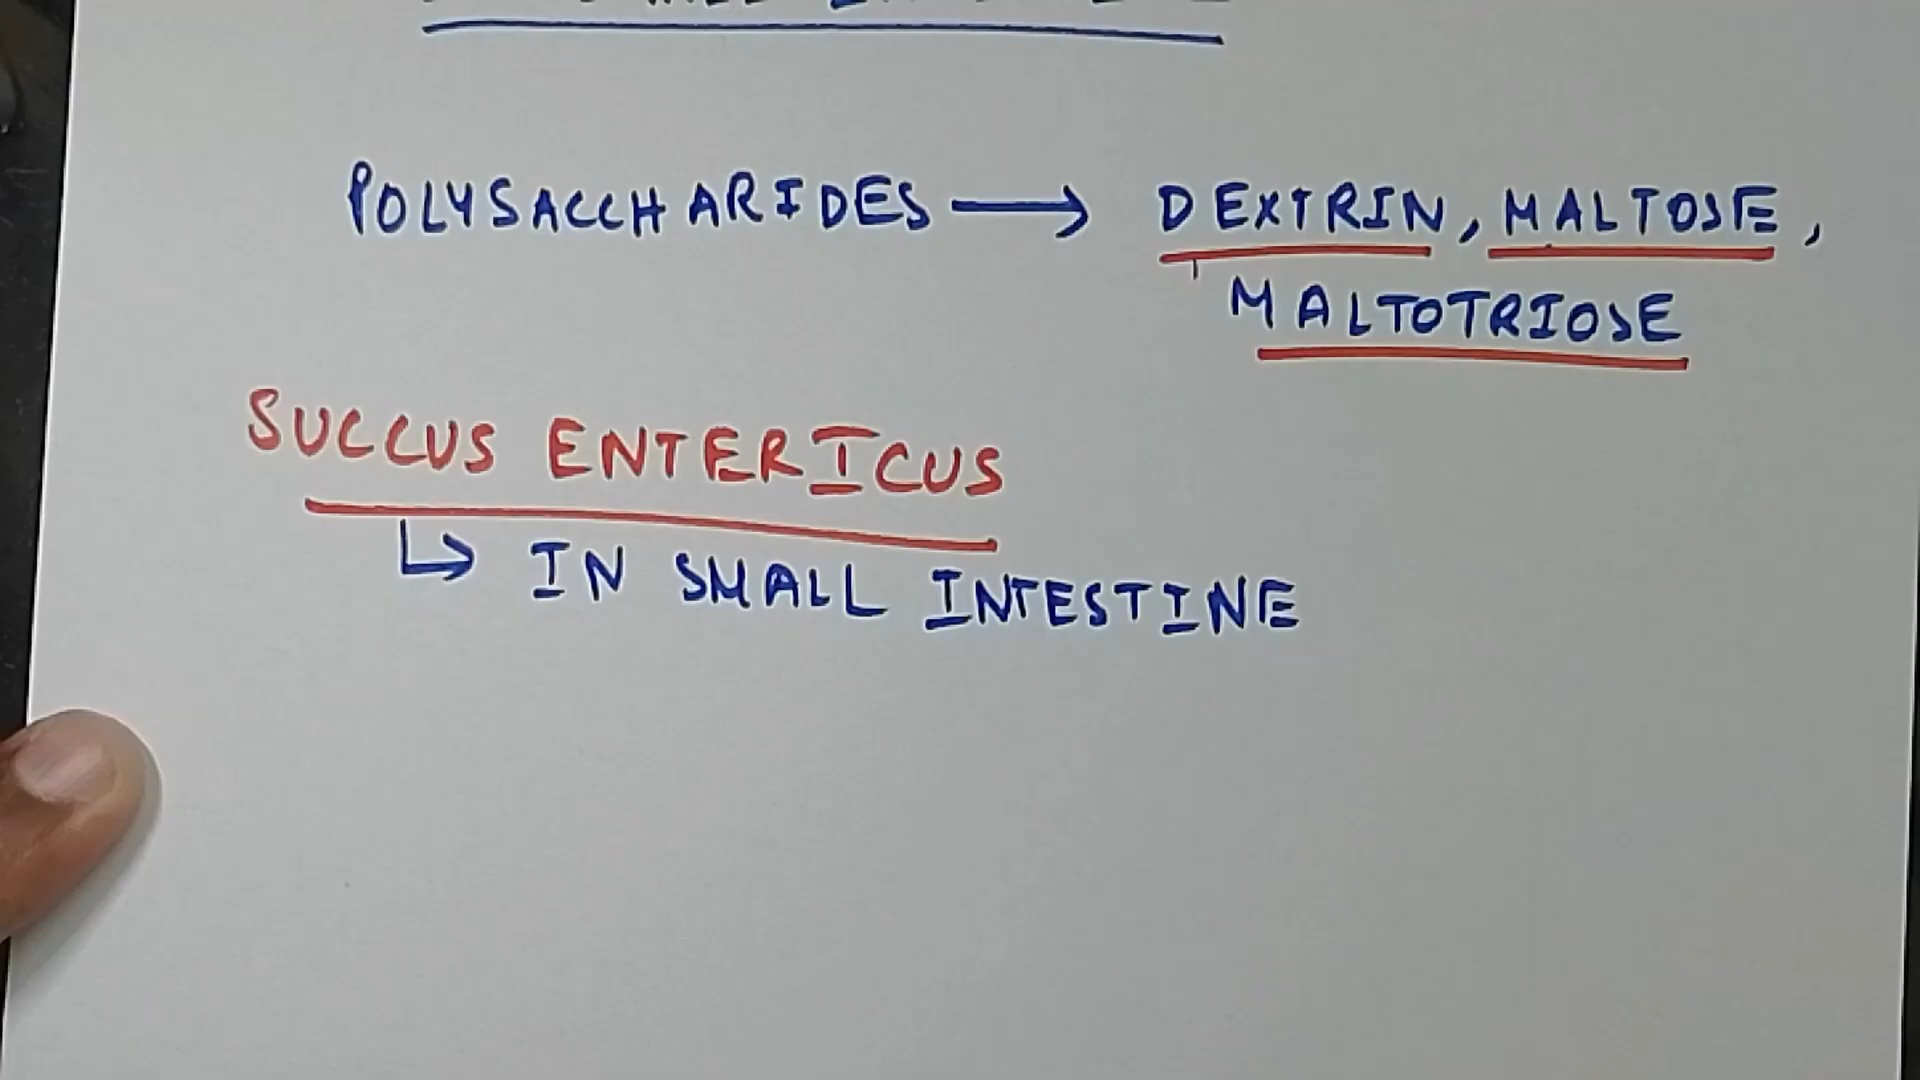 POLYSACCHARIDES → DEXTRIN, MALTOSE,
MALTOTRIOSE
SUCCUS ENTERICUS
↳ IN SMALL INTESTINE